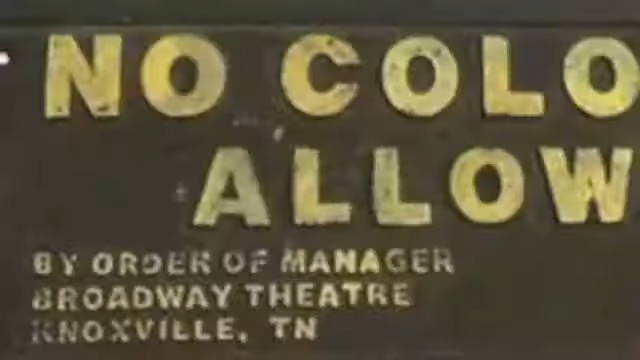 NO COLO
ALLOW
BY ORDER OF MANAGER
BROADWAY THEATRE
KNOXVILLE, TN